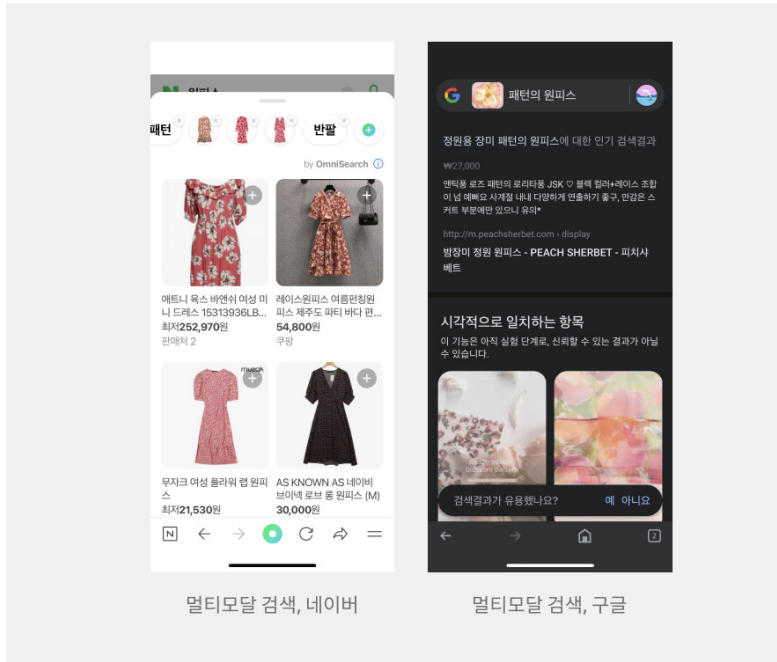 원피스
패턴
반팔
by OmniSearch
애트니 육스 바앤쉬 여성 미
니 드레스 15313936LB...
최저252,970원
판매처 2
레이스원피스 여름펀칭원
피스 제주도 파티 바다 편...
54,800원
쿠팡
무자크 여성 플라워 랩 원피
스
최저21,530원
AS KNOWN AS 네이비
브이넥 로브 롱 원피스 (M)
30,000원
N
멀티모달 검색, 네이버
G
패턴의 원피스
정원용 장미 패턴의 원피스에 대한 인기 검색결과
₩27,000
앤틱풍 로즈 패턴의 로리타풍 JSK ♡ 블랙 컬러+레이스 조합
이 넘 예뻐요 사계절 내내 다양하게 연출하기 좋구, 안감은 스
커트 부분에만 있으니 유의*
http://m.peachsherbet.com › display
밤장미 정원 원피스 - PEACH SHERBET - 피치샤
베트
시각적으로 일치하는 항목
이 기능은 아직 실험 단계로, 신뢰할 수 있는 결과가 아닐
수 있습니다.
blossom pattern
검색결과가 유용했나요? 예 아니요
2
멀티모달 검색, 구글